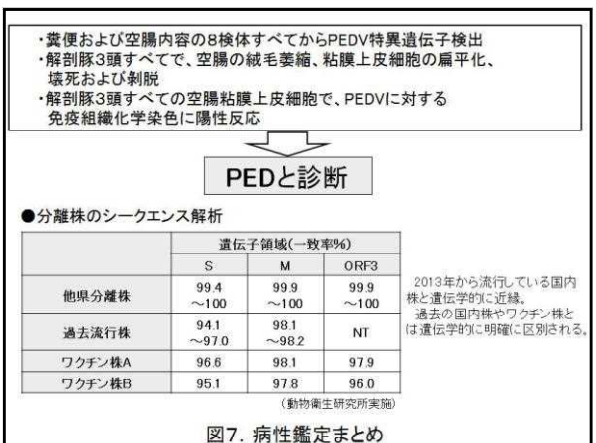 ・糞便および空腸内容の8検体すべてからPEDV特異遺伝子検出
・解剖豚3頭すべてで、空腸の絨毛萎縮、粘膜上皮細胞の扁平化、
壊死および剝脱
・解剖豚3頭すべての空腸粘膜上皮細胞で、PEDVに対する
免疫組織化学染色に陽性反応
PEDと診断
●分離株のシークエンス解析
遺伝子領域(一致率%)
S M ORF3
他県分離株 99.4～100 99.9～100 99.9～100
過去流行株 94.1～97.0 98.1～98.2 NT
ワクチン株A 96.6 98.1 97.9
ワクチン株B 95.1 97.8 96.0
(動物衛生研究所実施)
2013年から流行している国内
株と遺伝学的に近縁。
過去の国内株やワクチン株と
は遺伝学的に明確に区別される。
図7. 病性鑑定まとめ